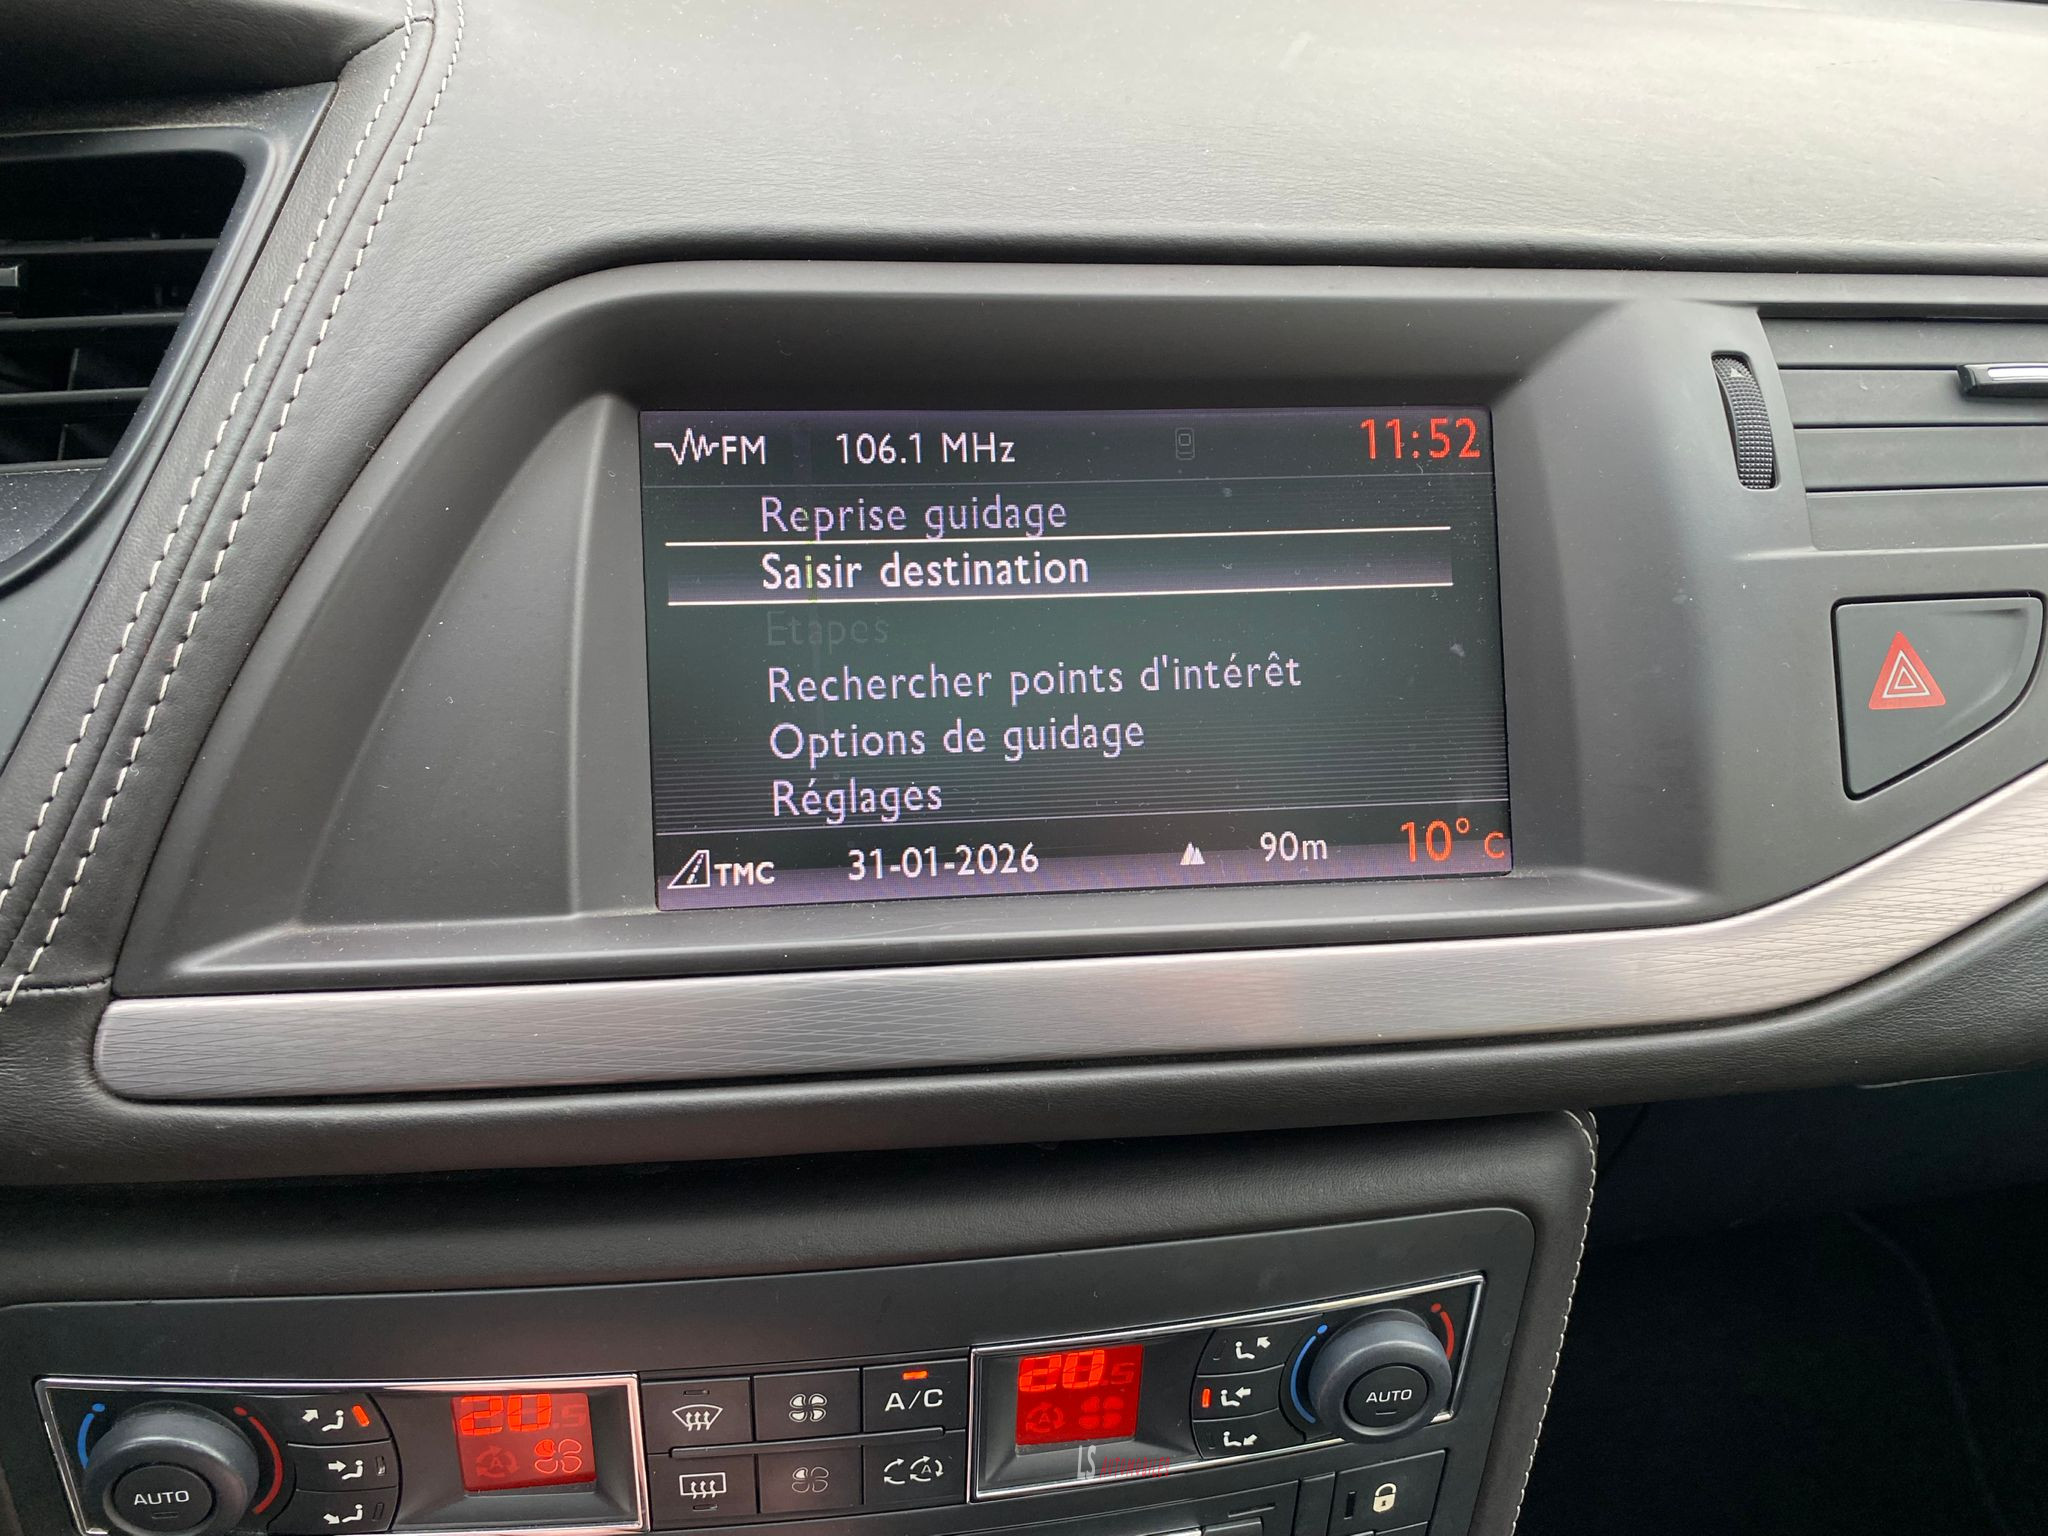 FM 106.1 MHz 11:52
Reprise guidage
Saisir destination
Etapes
Rechercher points d'intérêt
Options de guidage
Réglages
TMC 31-01-2026 90m 10° C
A/C
AUTO
AUTO
LS